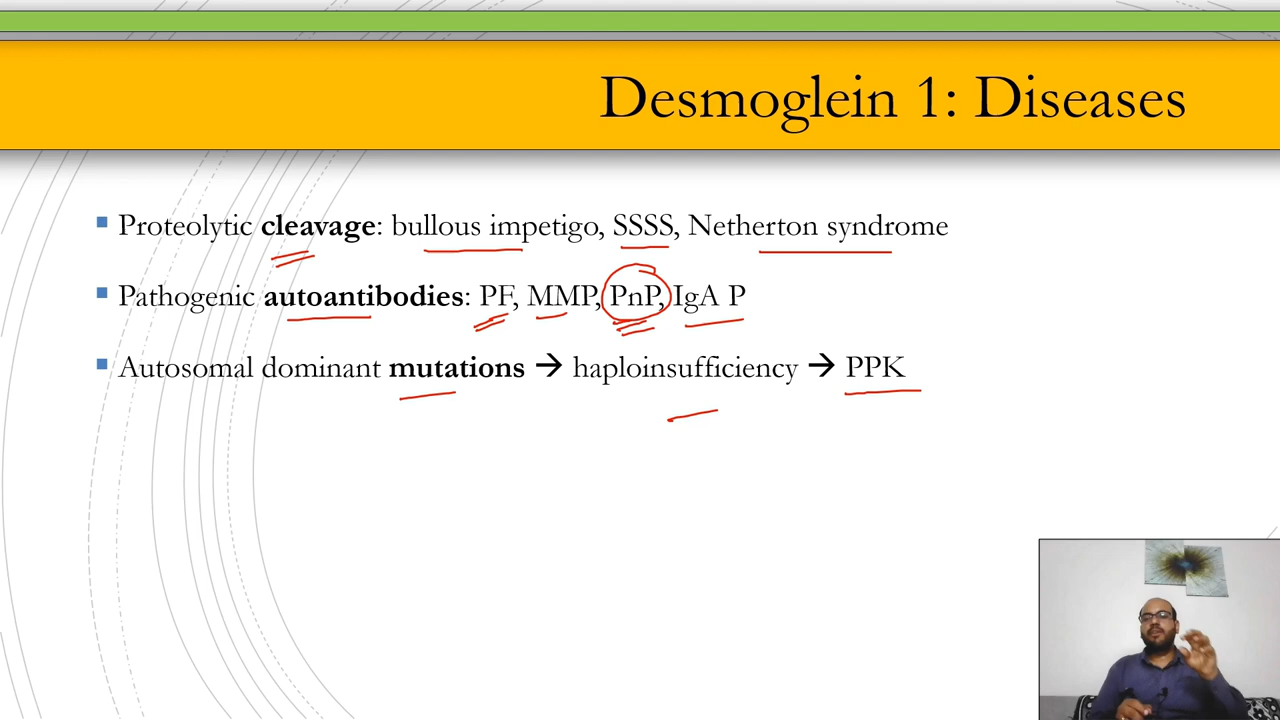 Desmoglein 1: Diseases
Proteolytic cleavage: bullous impetigo, SSSS, Netherton syndrome
Pathogenic autoantibodies: PF, MMP, PnP, IgA P
Autosomal dominant mutations → haploinsufficiency → PPK